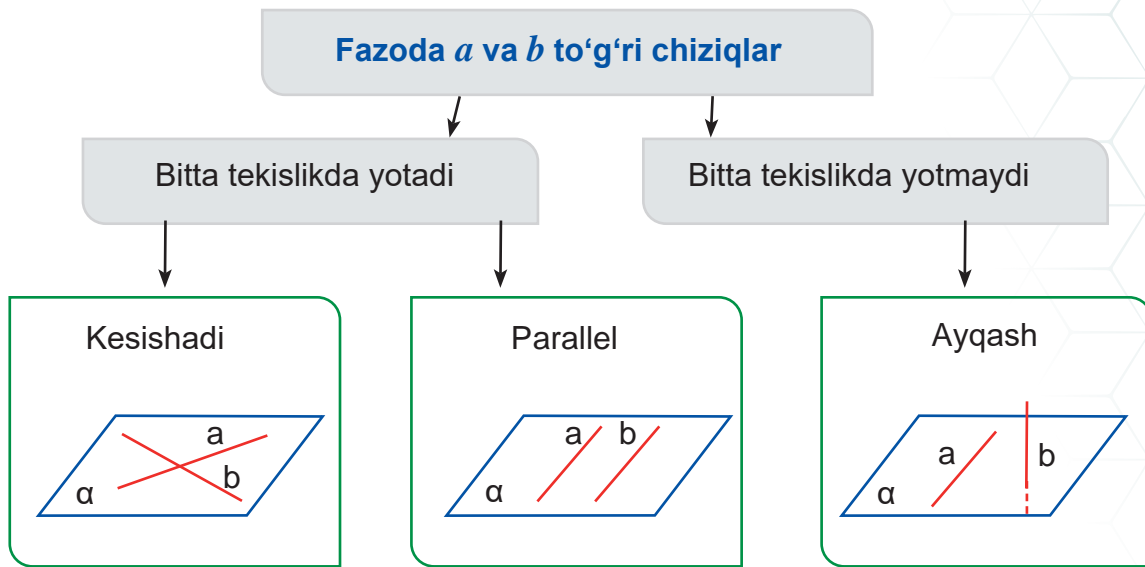 Fazoda a va b to‘g‘ri chiziqlar
Bitta tekislikda yotadi
Bitta tekislikda yotmaydi
Kesishadi
a
b
α
Parallel
a b
α
Ayqash
a
b
α